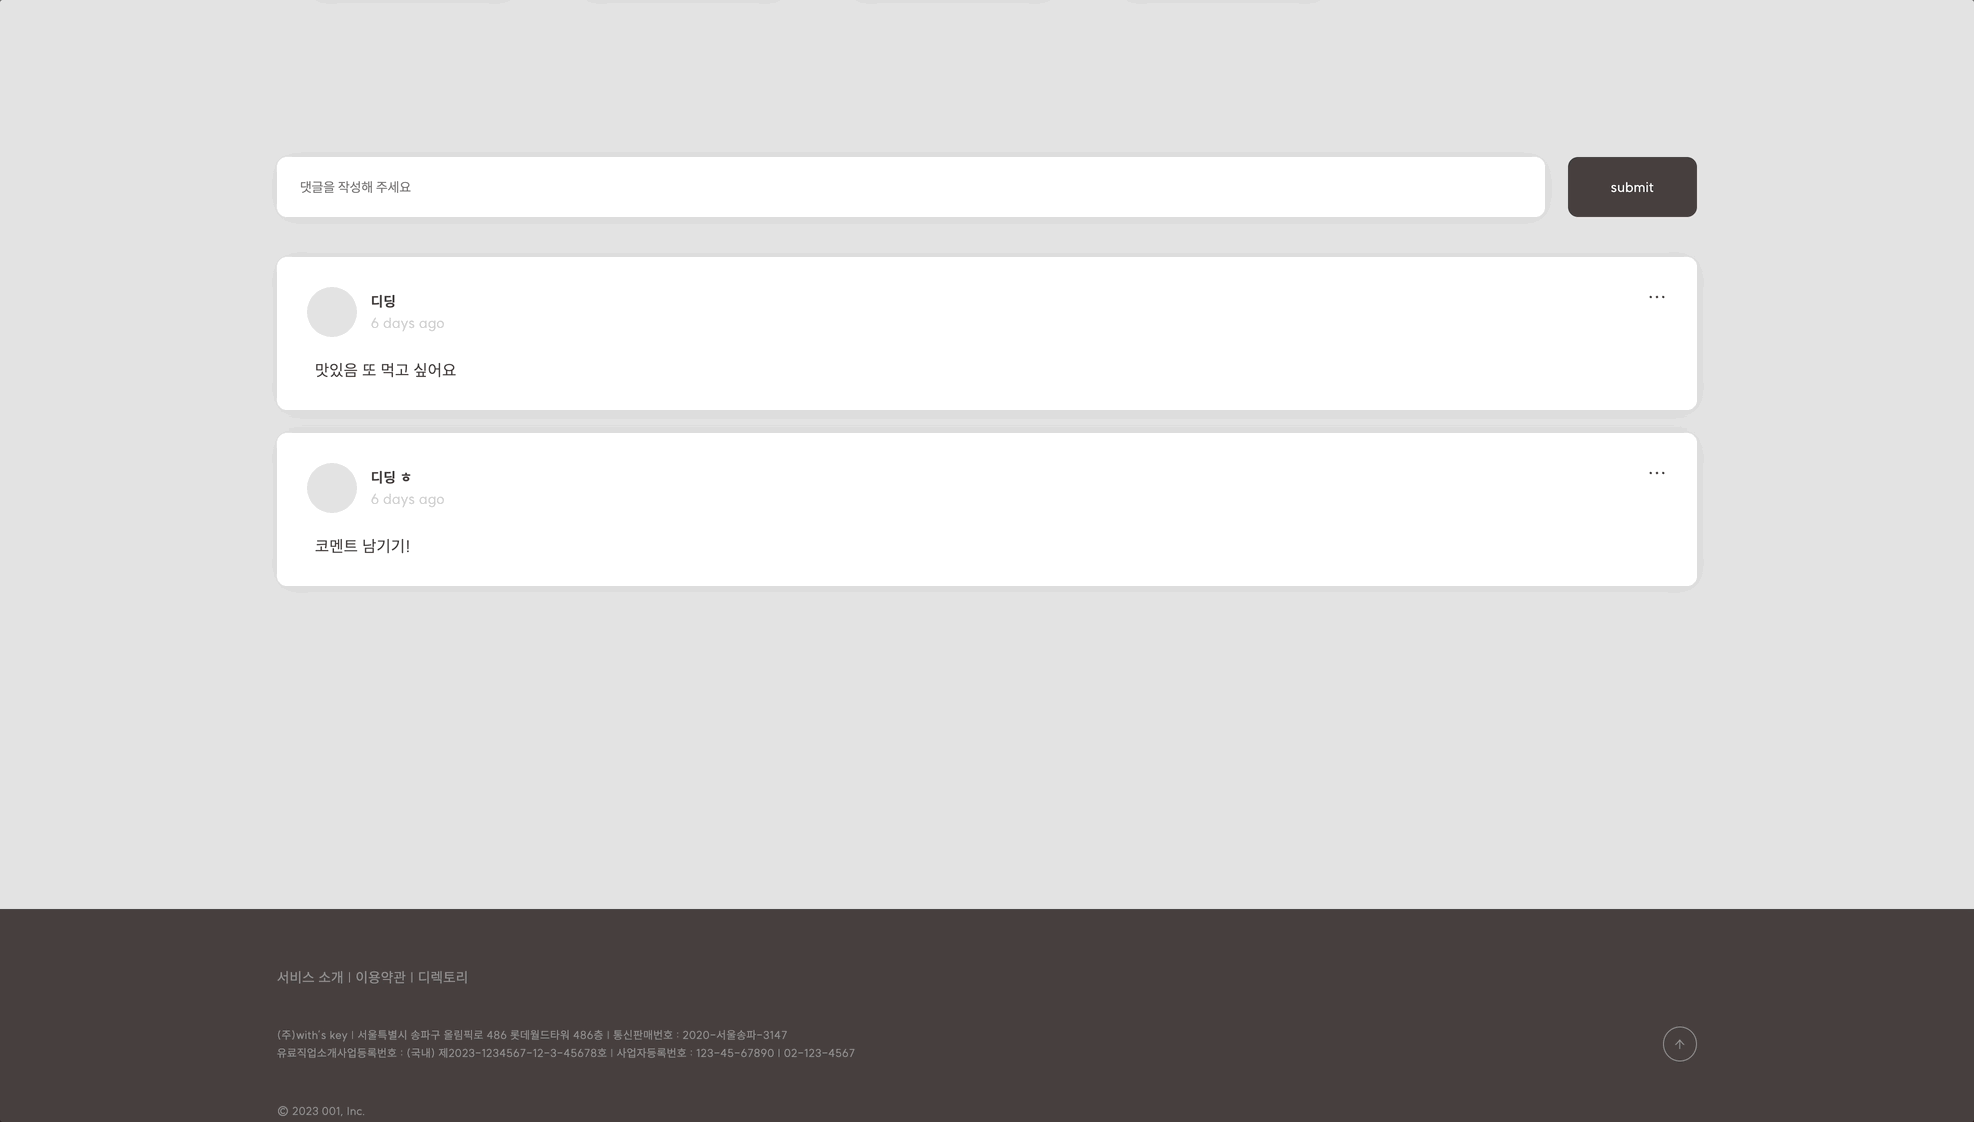 댓글을 작성해 주세요
submit
디딩
6 days ago
맛있음 또 먹고 싶어요
디딩 ㅎ
6 days ago
코멘트 남기기!
서비스 소개 | 이용약관 | 디렉토리
(주)with's key | 서울특별시 송파구 올림픽로 486 롯데월드타워 486층 | 통신판매번호 : 2020-서울송파-3147
유료직업소개사업등록번호 : (국내) 제2023-1234567-12-3-45678호 | 사업자등록번호 : 123-45-67890 | 02-123-4567
© 2023 001, Inc.